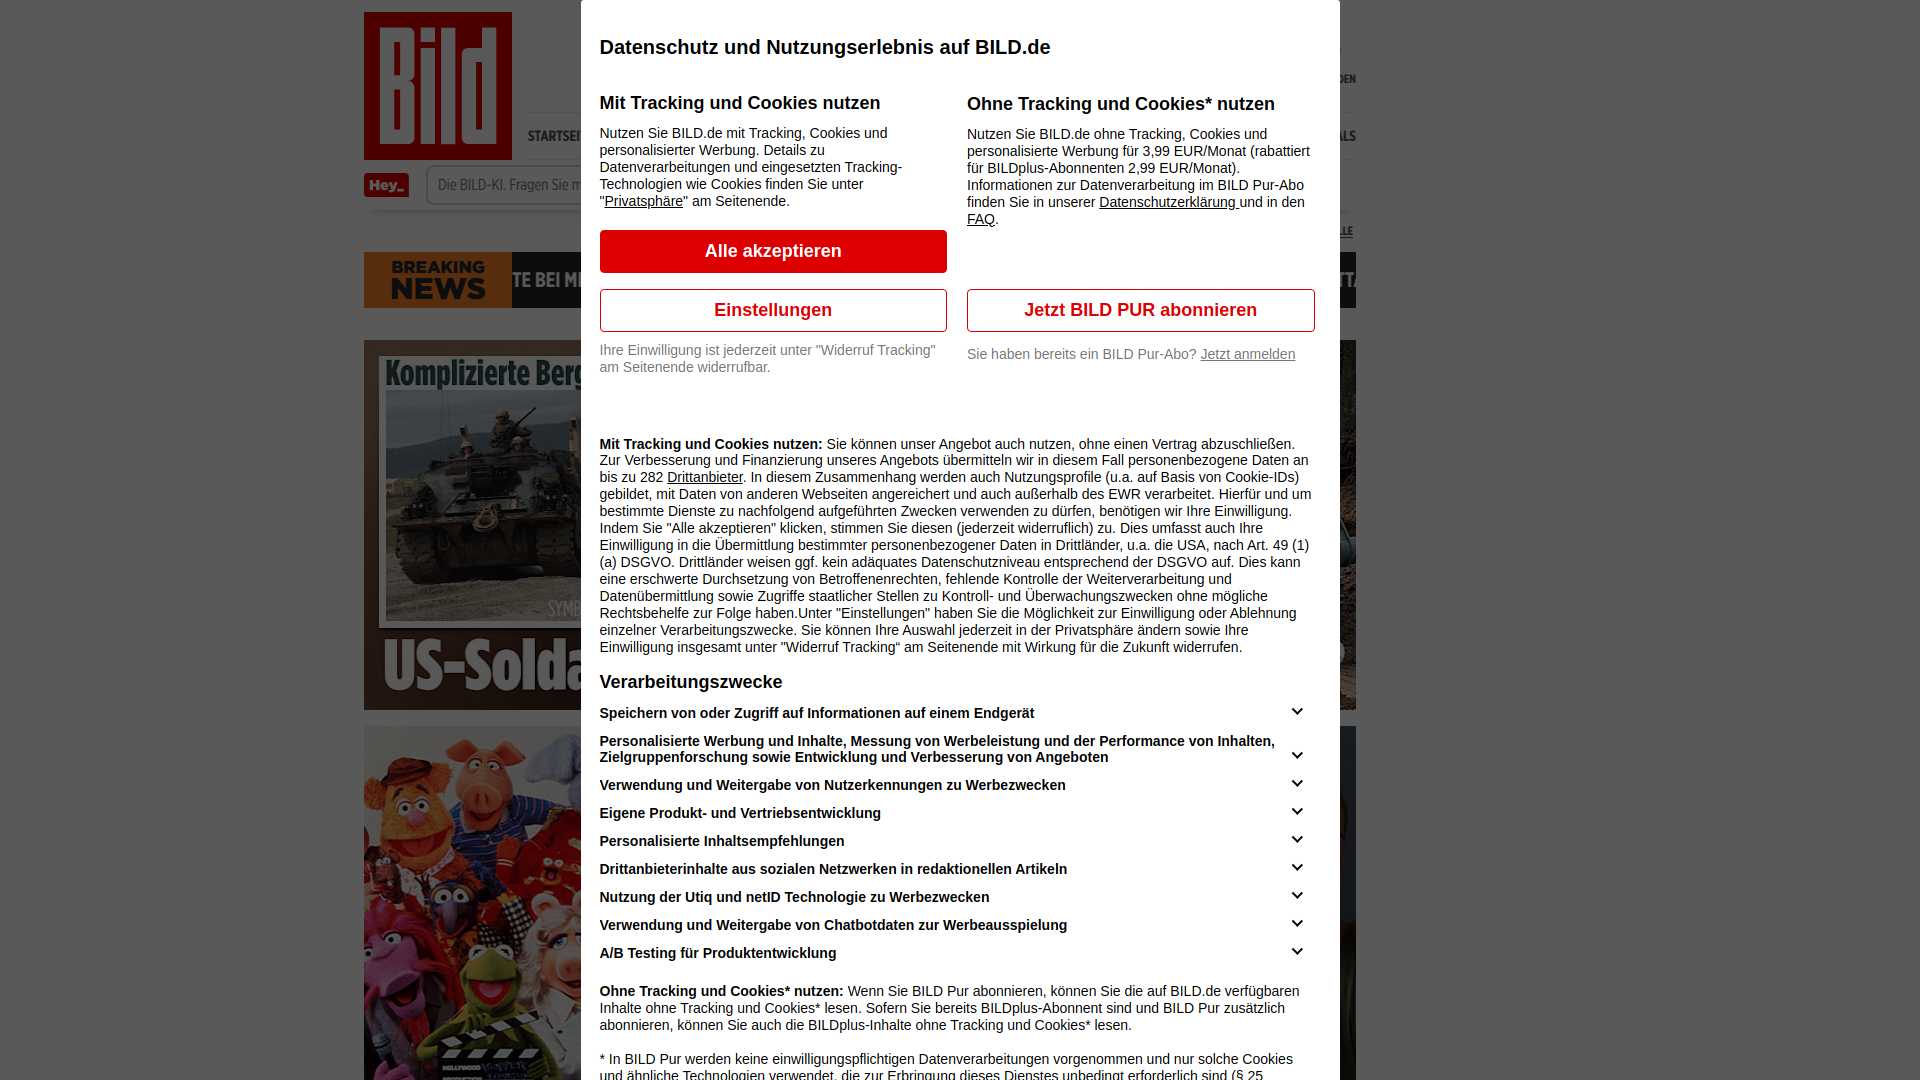 Bild
Datenschutz und Nutzungserlebnis auf BILD.de
Mit Tracking und Cookies nutzen
Nutzen Sie BILD.de mit Tracking, Cookies und
personalisierter Werbung. Details zu
Datenverarbeitungen und eingesetzten Tracking-
Technologien wie Cookies finden Sie unter
"Privatsphäre" am Seitenende.
Alle akzeptieren
Einstellungen
Ihre Einwilligung ist jederzeit unter "Widerruf Tracking"
am Seitenende widerrufbar.
Ohne Tracking und Cookies* nutzen
Nutzen Sie BILD.de ohne Tracking, Cookies und
personalisierte Werbung für 3,99 EUR/Monat (rabattiert
für BILDplus-Abonnenten 2,99 EUR/Monat).
Informationen zur Datenverarbeitung im BILD Pur-Abo
finden Sie in unserer Datenschutzerklärung und in den
FAQ.
Jetzt BILD PUR abonnieren
Sie haben bereits ein BILD Pur-Abo? Jetzt anmelden
Mit Tracking und Cookies nutzen: Sie können unser Angebot auch nutzen, ohne einen Vertrag abzuschließen.
Zur Verbesserung und Finanzierung unseres Angebots übermitteln wir in diesem Fall personenbezogene Daten an
bis zu 282 Drittanbieter. In diesem Zusammenhang werden auch Nutzungsprofile (u.a. auf Basis von Cookie-IDs)
gebildet, mit Daten von anderen Webseiten angereichert und auch außerhalb des EWR verarbeitet. Hierfür und um
bestimmte Dienste zu nachfolgend aufgeführten Zwecken verwenden zu dürfen, benötigen wir Ihre Einwilligung.
Indem Sie "Alle akzeptieren" klicken, stimmen Sie diesen (jederzeit widerruflich) zu. Dies umfasst auch Ihre
Einwilligung in die Übermittlung bestimmter personenbezogener Daten in Drittländer, u.a. die USA, nach Art. 49 (1)
(a) DSGVO. Drittländer weisen ggf. kein adäquates Datenschutzniveau entsprechend der DSGVO auf. Dies kann
eine erschwerte Durchsetzung von Betroffenenrechten, fehlende Kontrolle der Weiterverarbeitung und
Datenübermittlung sowie Zugriffe staatlicher Stellen zu Kontroll- und Überwachungszwecken ohne mögliche
Rechtsbehelfe zur Folge haben.Unter "Einstellungen" haben Sie die Möglichkeit zur Einwilligung oder Ablehnung
einzelner Verarbeitungszwecke. Sie können Ihre Auswahl jederzeit in der Privatsphäre ändern sowie Ihre
Einwilligung insgesamt unter "Widerruf Tracking“ am Seitenende mit Wirkung für die Zukunft widerrufen.
Verarbeitungszwecke
Speichern von oder Zugriff auf Informationen auf einem Endgerät
Personalisierte Werbung und Inhalte, Messung von Werbeleistung und der Performance von Inhalten,
Zielgruppenforschung sowie Entwicklung und Verbesserung von Angeboten
Verwendung und Weitergabe von Nutzerkennungen zu Werbezwecken
Eigene Produkt- und Vertriebsentwicklung
Personalisierte Inhaltsempfehlungen
Drittanbieterinhalte aus sozialen Netzwerken in redaktionellen Artikeln
Nutzung der Utiq und netID Technologie zu Werbezwecken
Verwendung und Weitergabe von Chatbotdaten zur Werbeausspielung
A/B Testing für Produktentwicklung
Ohne Tracking und Cookies* nutzen: Wenn Sie BILD Pur abonnieren, können Sie die auf BILD.de verfügbaren
Inhalte ohne Tracking und Cookies* lesen. Sofern Sie bereits BILDplus-Abonnent sind und BILD Pur zusätzlich
abonnieren, können Sie auch die BILDplus-Inhalte ohne Tracking und Cookies* lesen.
* In BILD Pur werden keine einwilligungspflichtigen Datenverarbeitungen vorgenommen und nur solche Cookies
und ähnliche Technologien verwendet, die zur Erbringung dieses Dienstes unbedingt erforderlich sind (§ 25
STARTSEI
ALS
DEN
Hey_
Die BILD-KI. Fragen Sie m
LLE
BREAKING
NEWS
TE BEI ME
Komplizierte Berg
SYMB
US-Solda
HOLLYWOOD
PRODUCTION